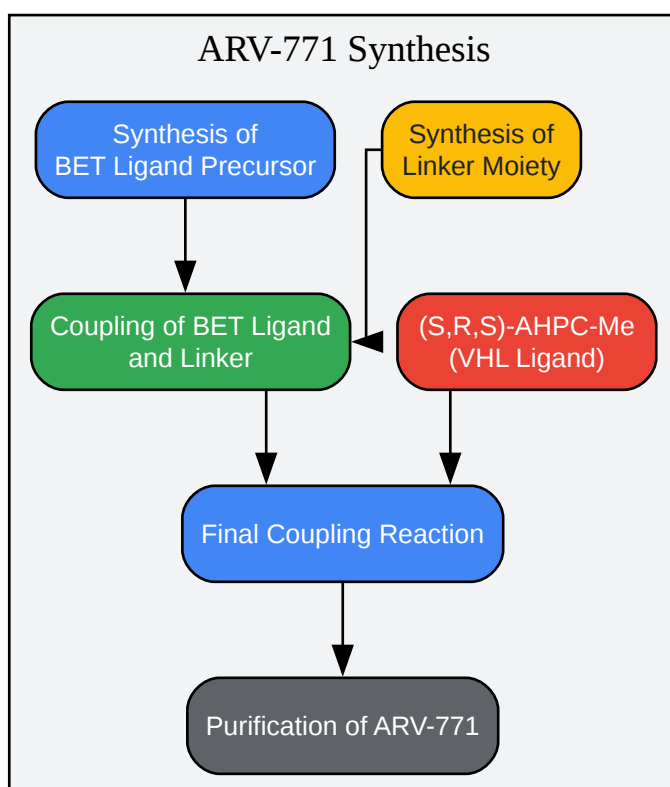 ARV-771 Synthesis
Synthesis of
BET Ligand Precursor
Synthesis of
Linker Moiety
Coupling of BET Ligand
and Linker
(S,R,S)-AHPC-Me
(VHL Ligand)
Final Coupling Reaction
Purification of ARV-771